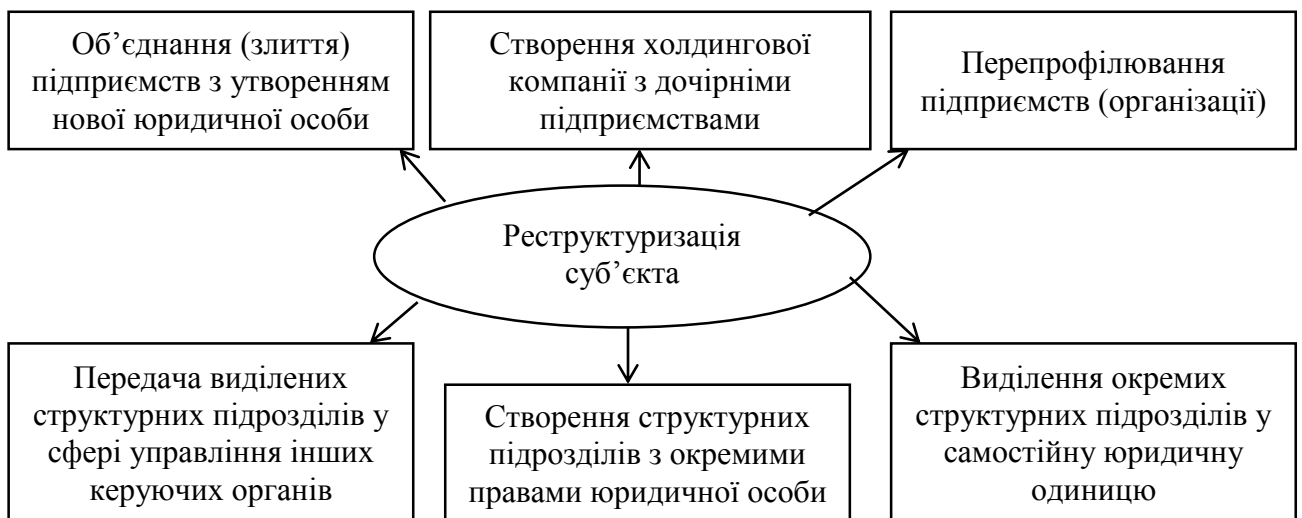 Об’єднання (злиття)
підприємств з утворенням
нової юридичної особи
Створення холдингової
компанії з дочірніми
підприємствами
Перепрофілювання
підприємств (організації)
Реструктуризація
суб’єкта
Передача виділених
структурних підрозділів у
сфері управління інших
керуючих органів
Створення структурних
підрозділів з окремими
правами юридичної особи
Виділення окремих
структурних підрозділів у
самостійну юридичну
одиницю